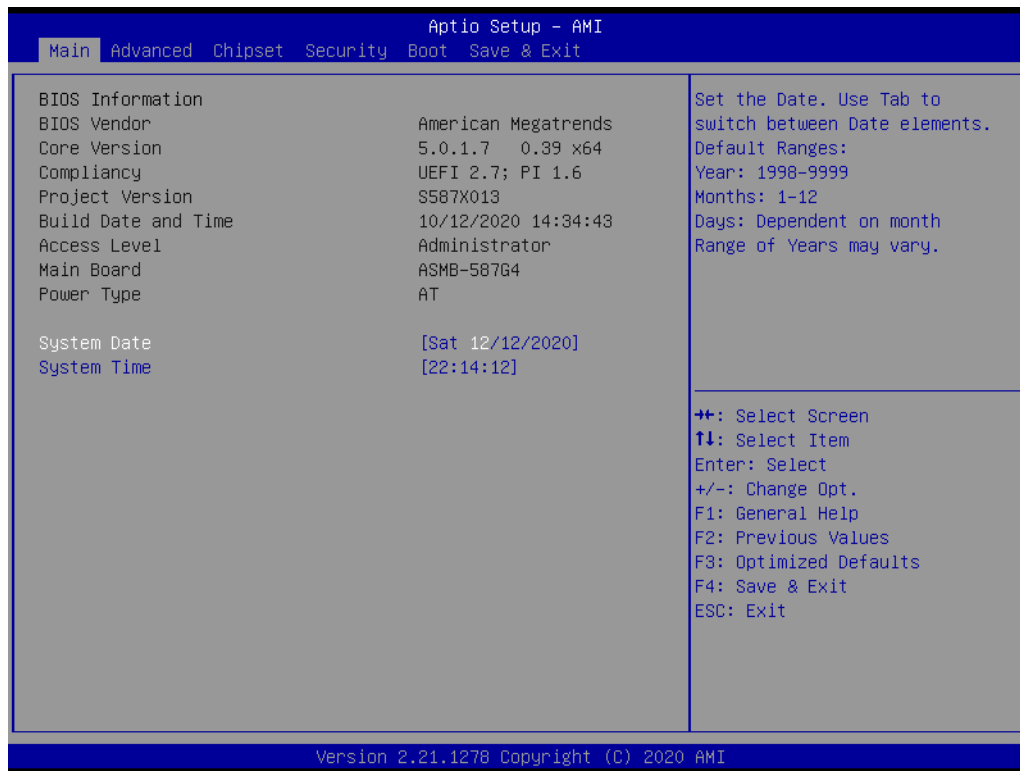 Aptio Setup – AMI
Main Advanced Chipset Security Boot Save & Exit
BIOS Information
BIOS Vendor American Megatrends
Core Version 5.0.1.7 0.39 x64
Compliancy UEFI 2.7; PI 1.6
Project Version S587X013
Build Date and Time 10/12/2020 14:34:43
Access Level Administrator
Main Board ASMB-587G4
Power Type AT
System Date [Sat 12/12/2020]
System Time [22:14:12]
Set the Date. Use Tab to
switch between Date elements.
Default Ranges:
Year: 1998-9999
Months: 1-12
Days: Dependent on month
Range of Years may vary.
→←: Select Screen
↑↓: Select Item
Enter: Select
+/-: Change Opt.
F1: General Help
F2: Previous Values
F3: Optimized Defaults
F4: Save & Exit
ESC: Exit
Version 2.21.1278 Copyright (C) 2020 AMI